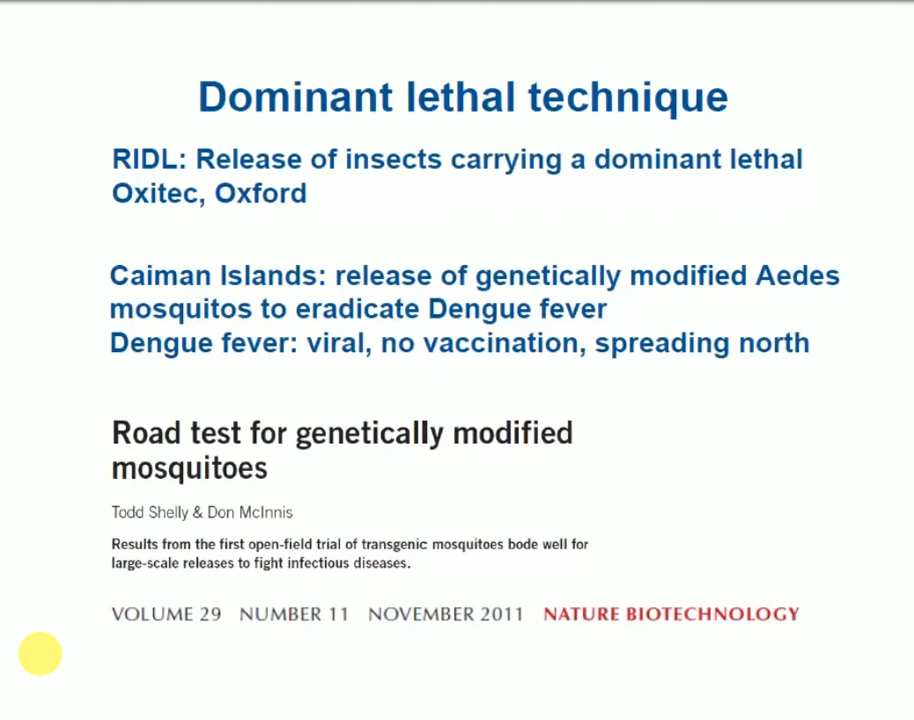 Dominant lethal technique
RIDL: Release of insects carrying a dominant lethal
Oxitec, Oxford
Caiman Islands: release of genetically modified Aedes
mosquitos to eradicate Dengue fever
Dengue fever: viral, no vaccination, spreading north
Road test for genetically modified
mosquitoes
Todd Shelly & Don McInnis
Results from the first open-field trial of transgenic mosquitoes bode well for
large-scale releases to fight infectious diseases.
VOLUME 29 NUMBER 11 NOVEMBER 2011 NATURE BIOTECHNOLOGY